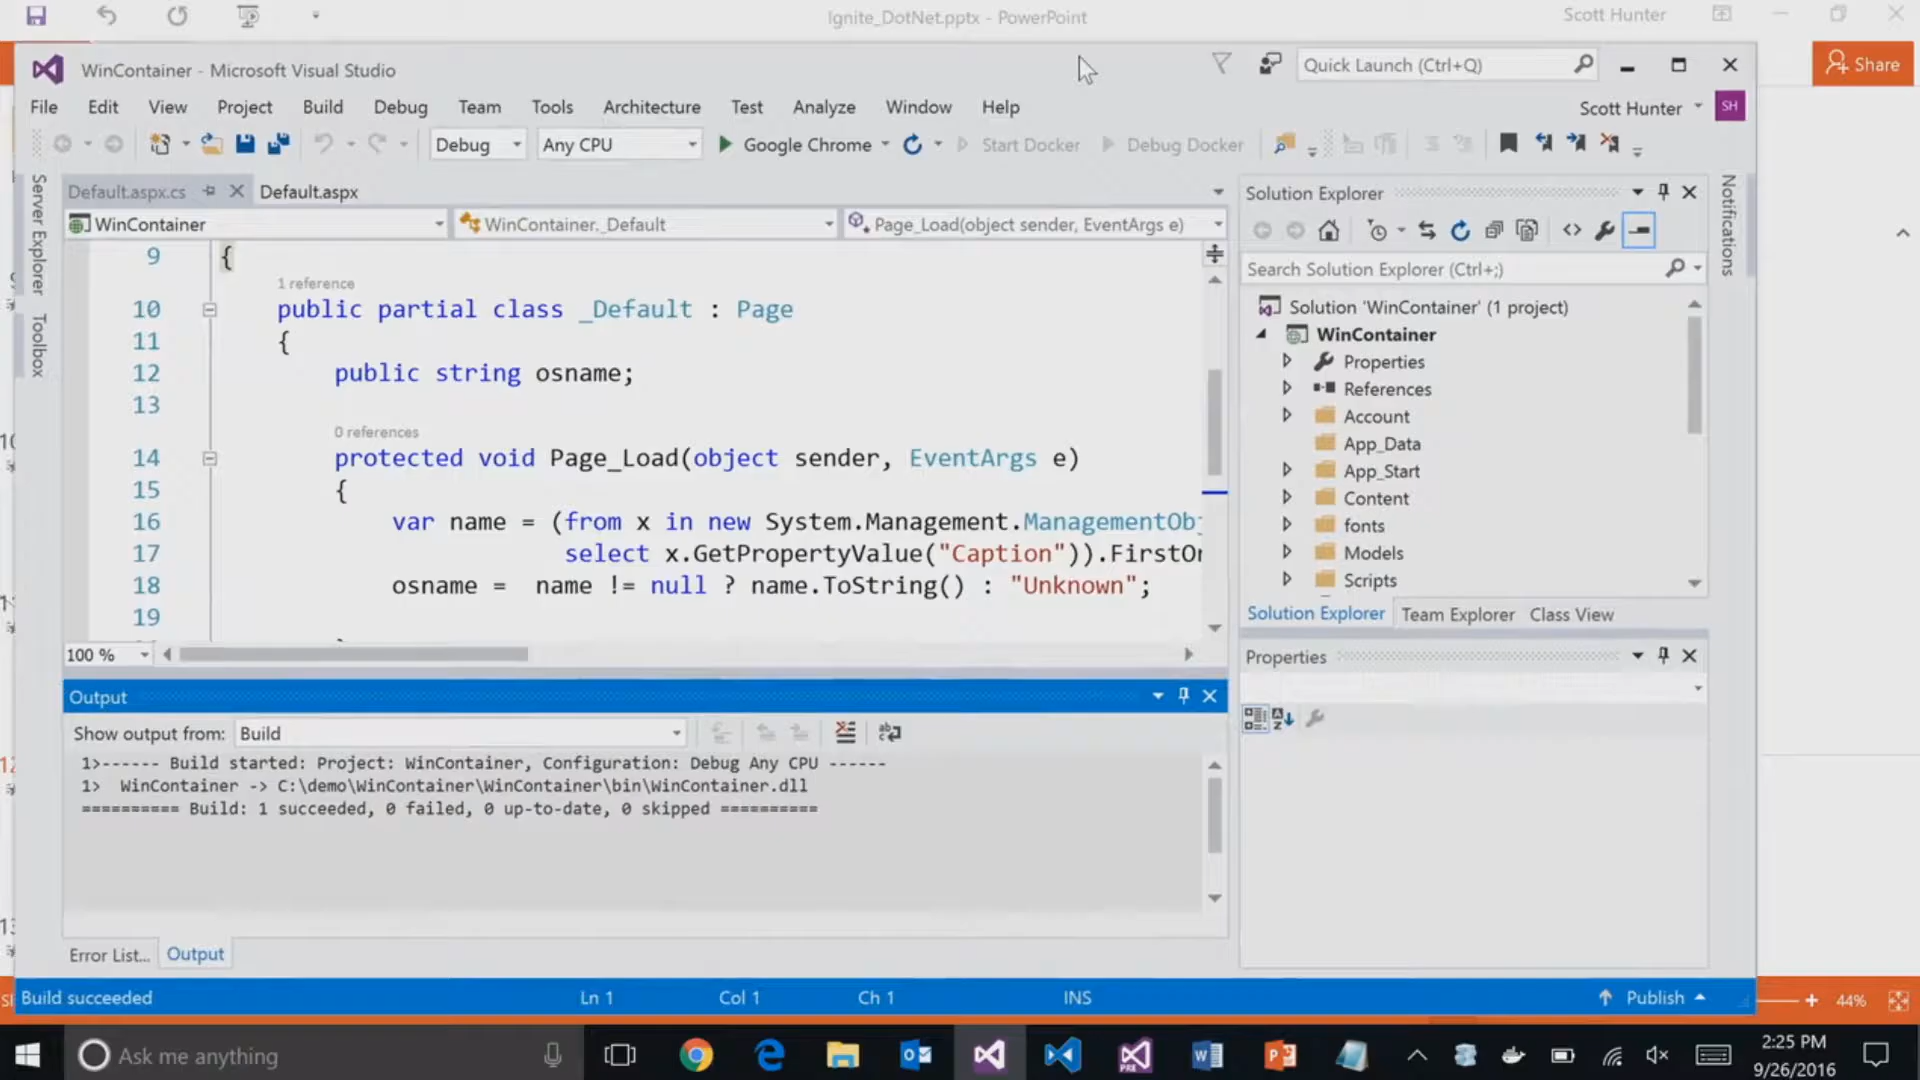 Ignite_DotNet.pptx - PowerPoint
Scott Hunter
Share
WinContainer - Microsoft Visual Studio
Quick Launch (Ctrl+Q)
File Edit View Project Build Debug Team Tools Architecture Test Analyze Window Help
Scott Hunter SH
Debug Any CPU Google Chrome Start Docker Debug Docker
Server Explorer
Toolbox
Default.aspx.cs Default.aspx
WinContainer WinContainer._Default Page_Load(object sender, EventArgs e)
9 {
1 reference
10 public partial class _Default : Page
11 {
12 public string osname;
13
0 references
14 protected void Page_Load(object sender, EventArgs e)
15 {
16 var name = (from x in new System.Management.ManagementObj
17 select x.GetPropertyValue("Caption")).FirstOr
18 osname = name != null ? name.ToString() : "Unknown";
19
100 %
Output
Show output from: Build
1>------ Build started: Project: WinContainer, Configuration: Debug Any CPU ------
1> WinContainer -> C:\demo\WinContainer\WinContainer\bin\WinContainer.dll
========== Build: 1 succeeded, 0 failed, 0 up-to-date, 0 skipped ==========
Error List... Output
Solution Explorer
Search Solution Explorer (Ctrl+;)
Solution 'WinContainer' (1 project)
WinContainer
Properties
References
Account
App_Data
App_Start
Content
fonts
Models
Scripts
Solution Explorer Team Explorer Class View
Properties
Notifications
Build succeeded Ln 1 Col 1 Ch 1 INS Publish
44%
Ask me anything
2:25 PM
9/26/2016